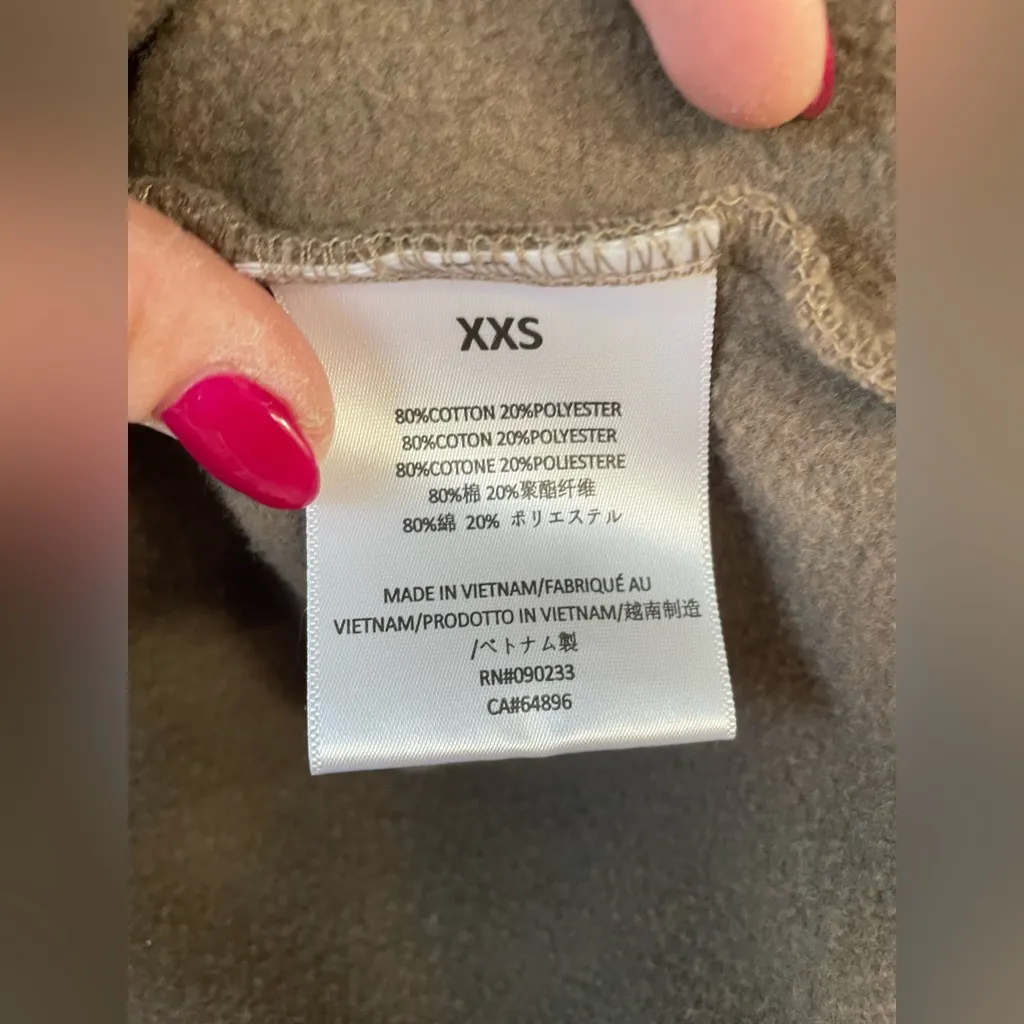 XXS
80%COTTON 20%POLYESTER
80%COTON 20%POLYESTER
80%COTONE 20%POLIESTERE
80%棉 20%聚酯纤维
80%綿 20% ポリエステル
MADE IN VIETNAM/FABRIQUÉ AU
VIETNAM/PRODOTTO IN VIETNAM/越南制造
/ベトナム製
RN#090233
CA#64896